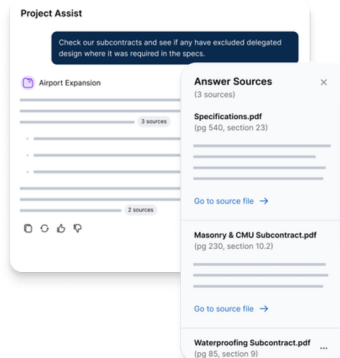 Project Assist
Check our subcontracts and see if any have excluded delegated
design where it was required in the specs.
Airport Expansion
3 sources
2 sources
Answer Sources
(3 sources)
Specifications.pdf
(pg 540, section 23)
Go to source file
Masonry & CMU Subcontract.pdf
(pg 230, section 10.2)
Go to source file
Waterproofing Subcontract.pdf
(pg 85, section 9)